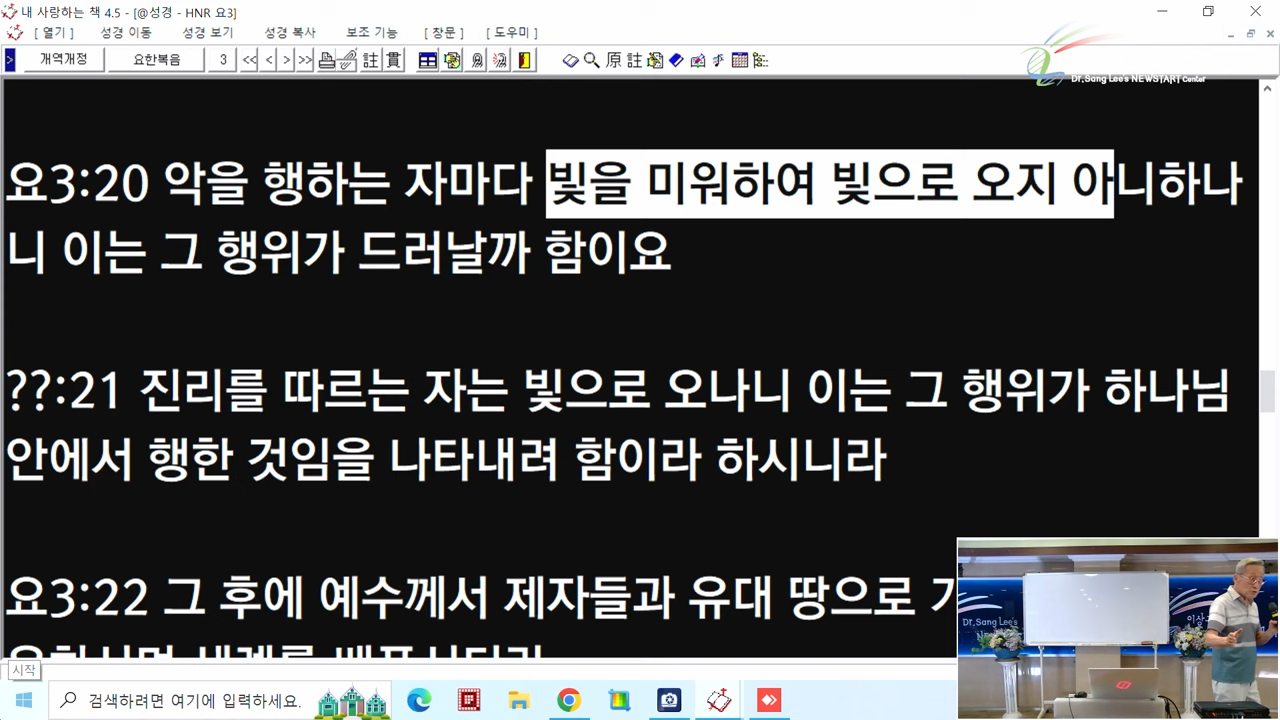 내 사랑하는 책 4.5 - [@성경 - HNR 요3]
[ 열기 ] 성경 이동 성경 보기 성경 복사 보조 기능 [ 창문 ] [ 도우미 ]
개역개정 요한복음 3 << < > >> 註 貫 原 註
Dr.Sang Lee's NEWSTART Center
요3:20 악을 행하는 자마다 빛을 미워하여 빛으로 오지 아니하나
니 이는 그 행위가 드러날까 함이요
??:21 진리를 따르는 자는 빛으로 오나니 이는 그 행위가 하나님
안에서 행한 것임을 나타내려 함이라 하시니라
요3:22 그 후에 예수께서 제자들과 유대 땅으로
Dr.Sang Lee's
시작
검색하려면 여기에 입력하세요.